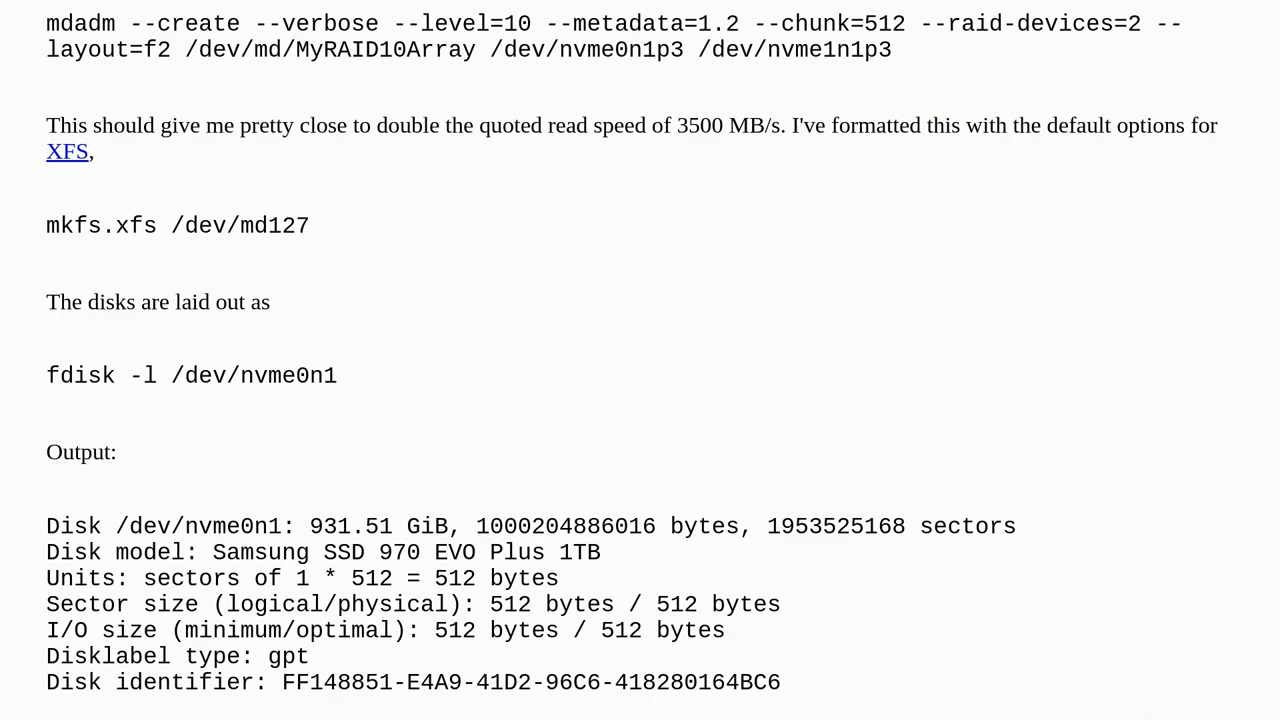 mdadm --create --verbose --level=10 --metadata=1.2 --chunk=512 --raid-devices=2 --
layout=f2 /dev/md/MyRAID10Array /dev/nvme0n1p3 /dev/nvme1n1p3
This should give me pretty close to double the quoted read speed of 3500 MB/s. I've formatted this with the default options for
XFS,
mkfs.xfs /dev/md127
The disks are laid out as
fdisk -l /dev/nvme0n1
Output:
Disk /dev/nvme0n1: 931.51 GiB, 1000204886016 bytes, 1953525168 sectors
Disk model: Samsung SSD 970 EVO Plus 1TB
Units: sectors of 1 * 512 = 512 bytes
Sector size (logical/physical): 512 bytes / 512 bytes
I/O size (minimum/optimal): 512 bytes / 512 bytes
Disklabel type: gpt
Disk identifier: FF148851-E4A9-41D2-96C6-418280164BC6